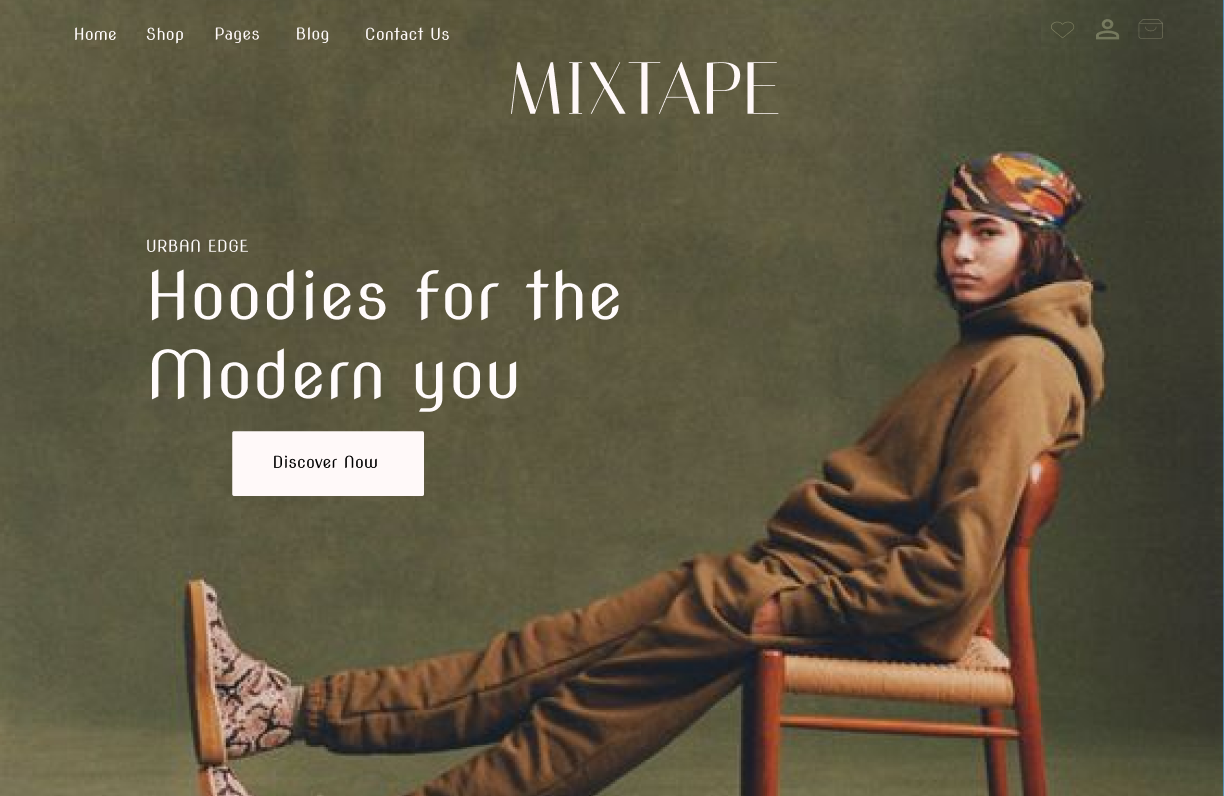 Home Shop Pages Blog Contact Us
MIXTAPE
URBAN EDGE
Hoodies for the
Modern you
Discover Now